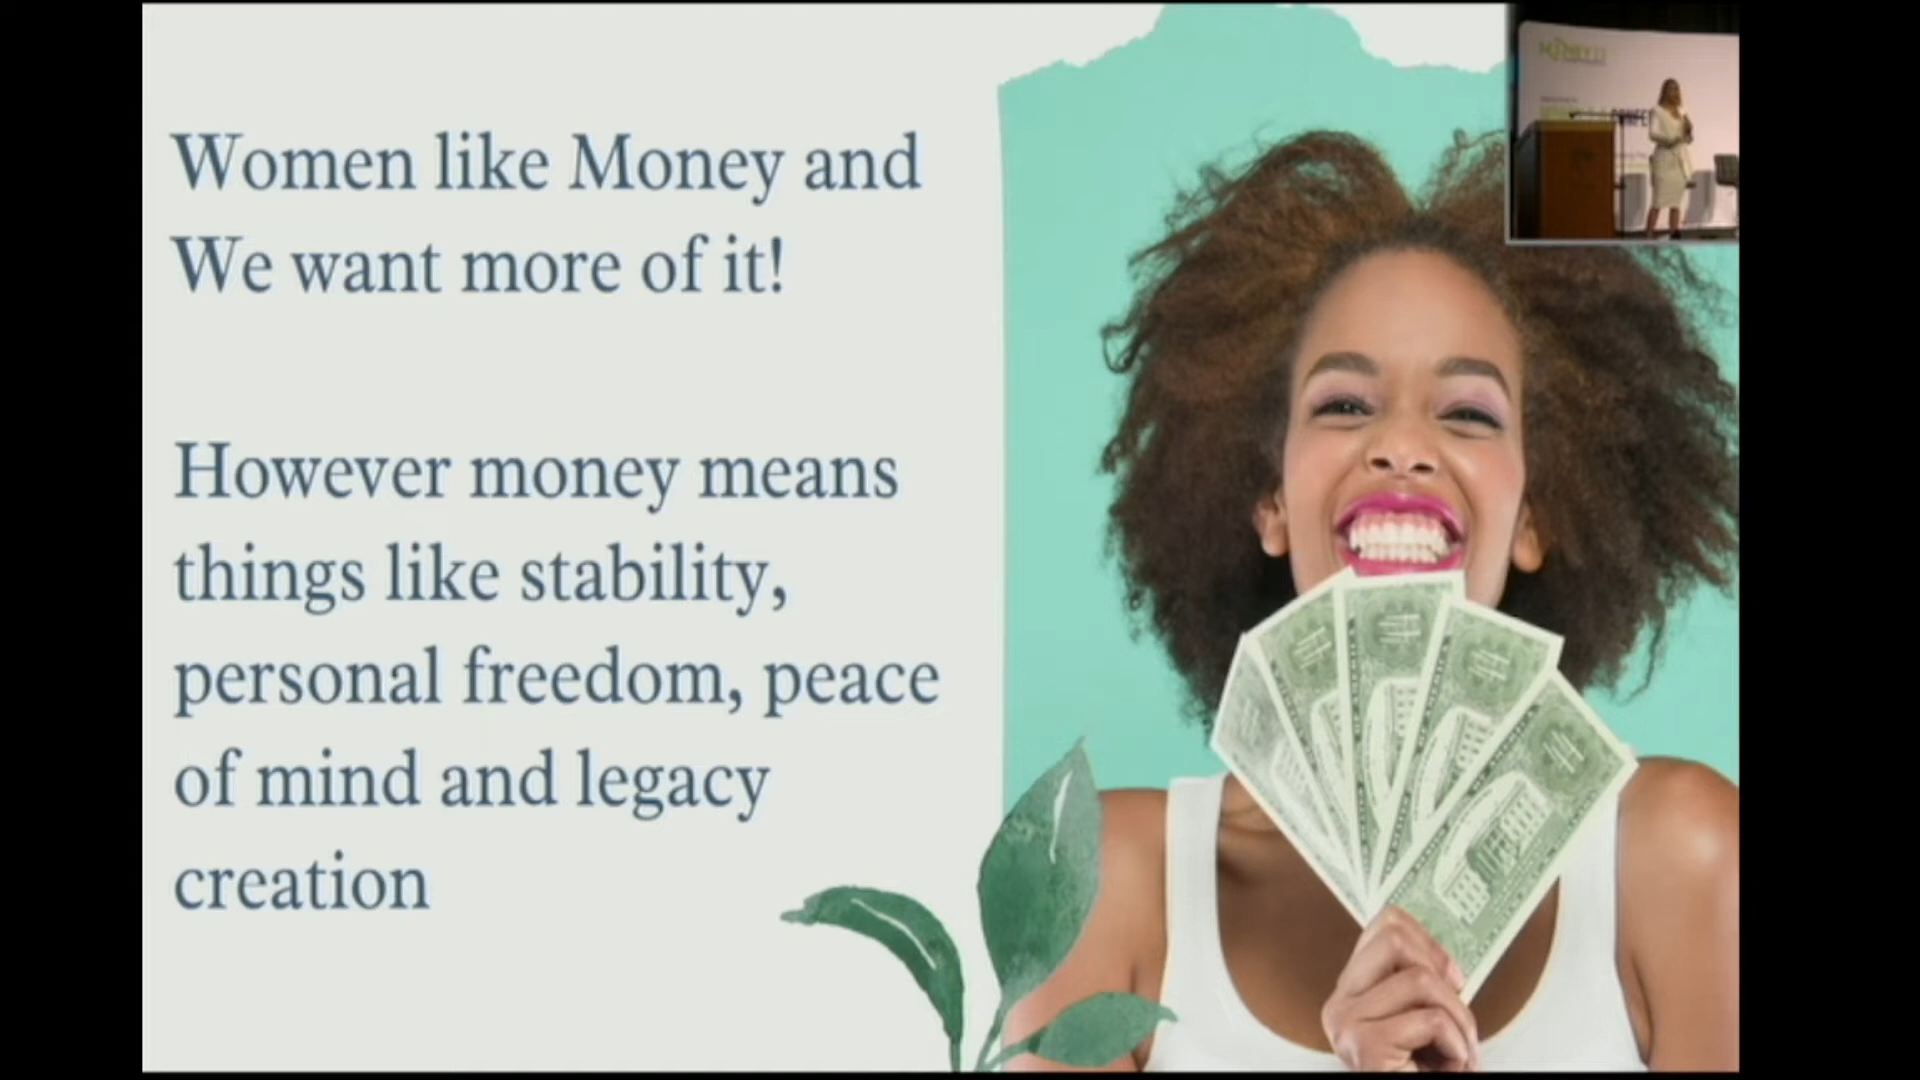 Women like Money and
We want more of it!
However money means
things like stability,
personal freedom, peace
of mind and legacy
creation